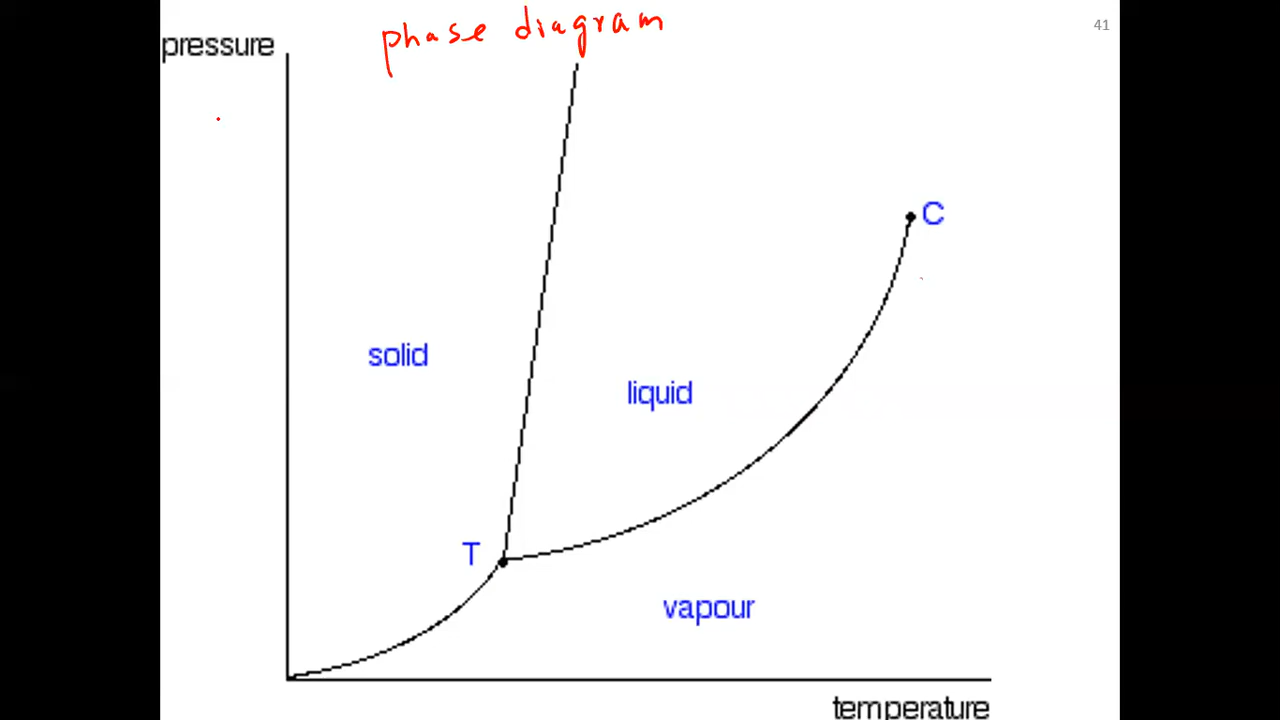 phase diagram
41
pressure
C
solid
liquid
T
vapour
temperature